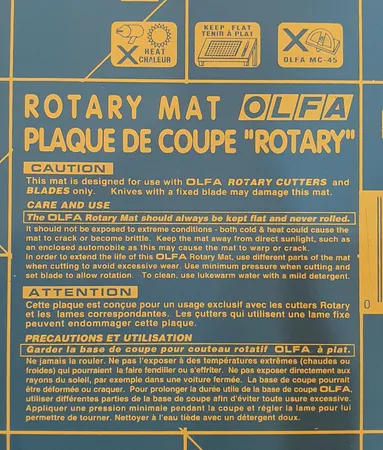 HEAT
CHALEUR
KEEP FLAT
TENIR À PLAT
OLFA MC-45
ROTARY MAT OLFA
PLAQUE DE COUPE "ROTARY"
CAUTION
This mat is designed for use with OLFA ROTARY CUTTERS and
BLADES only. Knives with a fixed blade may damage this mat.
CARE AND USE
The OLFA Rotary Mat should always be kept flat and never rolled.
It should not be exposed to extreme conditions - both cold & heat could cause the
mat to crack or become brittle. Keep the mat away from direct sunlight, such as
an enclosed automobile as this may cause the mat to warp or crack.
In order to extend the life of this OLFA Rotary Mat, use different parts of the mat
when cutting to avoid excessive wear. Use minimum pressure when cutting and
set blade to allow rotation. To clean, use lukewarm water with a mild detergent.
ATTENTION
Cette plaque est conçue pour un usage exclusif avec les cutters Rotary
et les lames correspondantes. Les çutters qui utilisent une lame fixe
peuvent endommager cette plaque.
PRECAUTIONS ET UTILISATION
Garder la base de coupe pour couteau rotatif OLFA à plat.
Ne jamais la rouler. Ne pas l'exposer à des températures extrêmes (chaudes ou
froides) qui pourraient la faire fendiller ou s'effriter. Ne pas exposer directement aux
rayons du soleil, par exemple dans une voiture fermée. La base de coupe pourrait
être déformée ou craquer. Pour prolonger la durée utile de la base de coupe OLFA,
utiliser différentes parties de la base de coupe afin d'éviter toute usure excessive.
Appliquer une pression minimale pendant la coupe et régler la lame pour lui
permettre de tourner. Nettoyer à l'eau tiède avec un détergent doux.
0